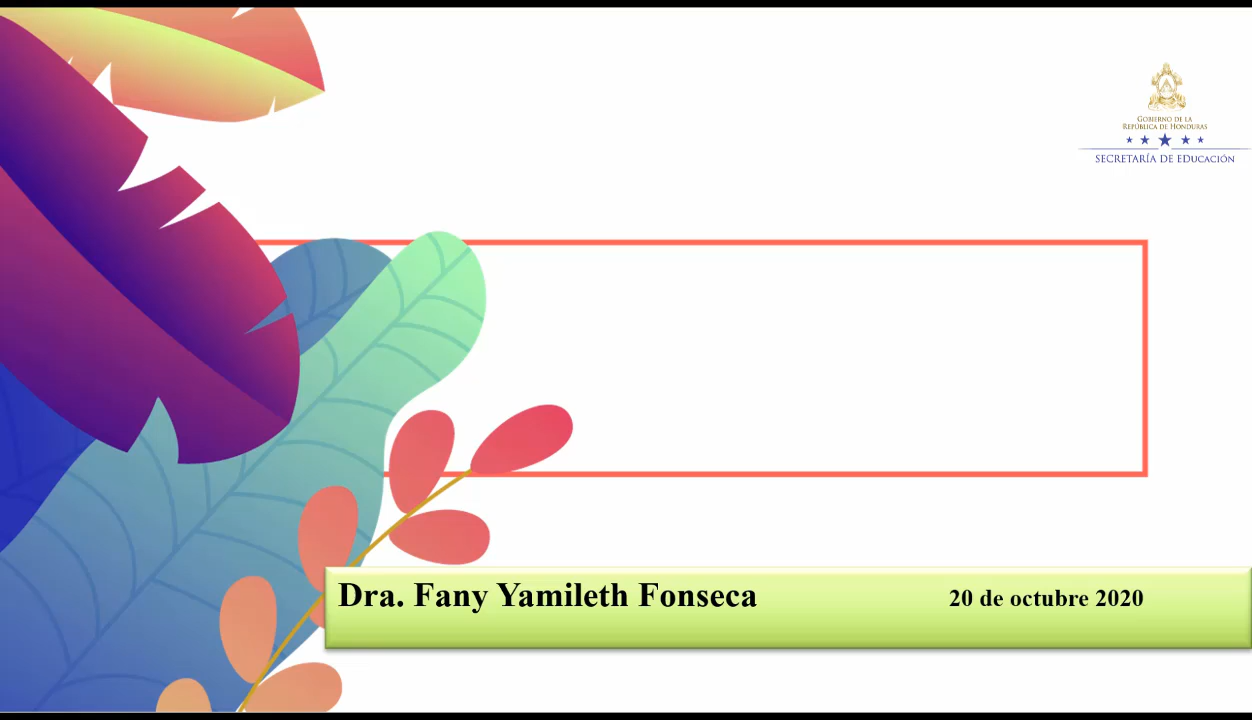 GOBIERNO DE LA
REPÚBLICA DE HONDURAS
SECRETARÍA DE EDUCACIÓN
Dra. Fany Yamileth Fonseca
20 de octubre 2020